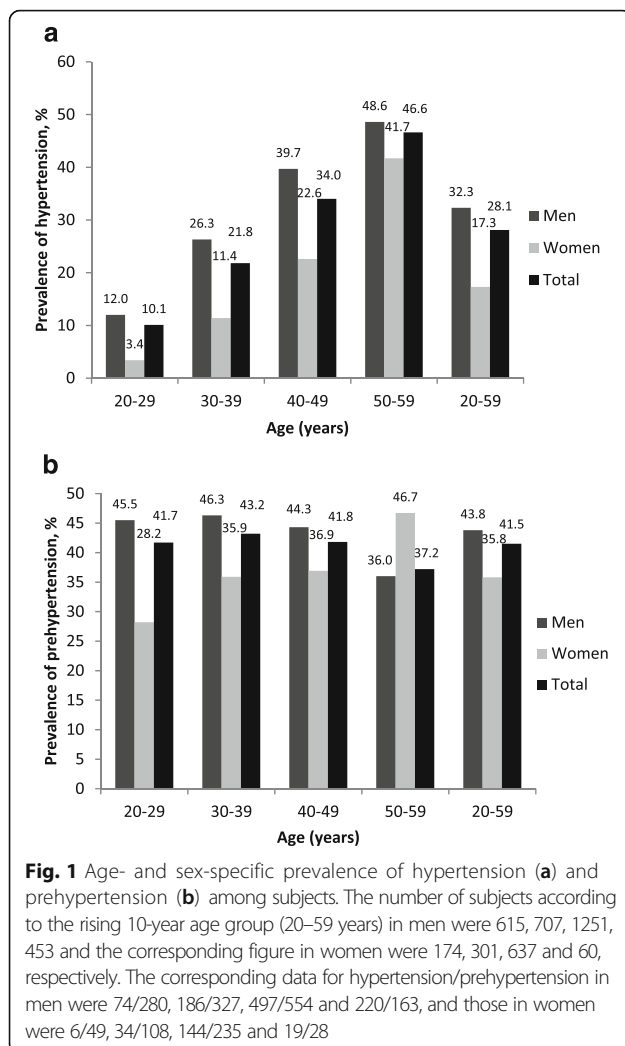 a
Prevalence of hypertension, %
60
50
40
30
20
10
0
12.0 3.4 10.1
26.3 11.4 21.8
39.7 22.6 34.0
48.6 41.7 46.6
32.3 17.3 28.1
Men
Women
Total
20-29 30-39 40-49 50-59 20-59
Age (years)
b
Prevalence of prehypertension, %
50
45
40
35
30
25
20
15
10
5
0
45.5 28.2 41.7
46.3 35.9 43.2
44.3 36.9 41.8
36.0 46.7 37.2
43.8 35.8 41.5
Men
Women
Total
20-29 30-39 40-49 50-59 20-59
Age (years)
Fig. 1 Age- and sex-specific prevalence of hypertension (a) and
prehypertension (b) among subjects. The number of subjects according
to the rising 10-year age group (20–59 years) in men were 615, 707, 1251,
453 and the corresponding figure in women were 174, 301, 637 and 60,
respectively. The corresponding data for hypertension/prehypertension in
men were 74/280, 186/327, 497/554 and 220/163, and those in women
were 6/49, 34/108, 144/235 and 19/28